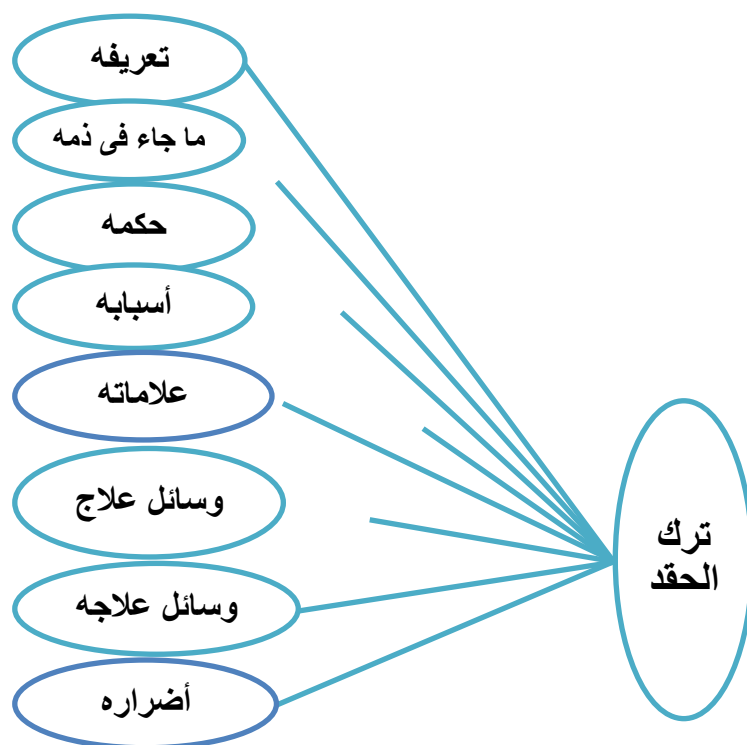 تعريفه
ما جاء فى ذمه
حكمه
أسبابه
علاماته
وسائل علاج
وسائل علاجه
أضراره
ترك
الحقد